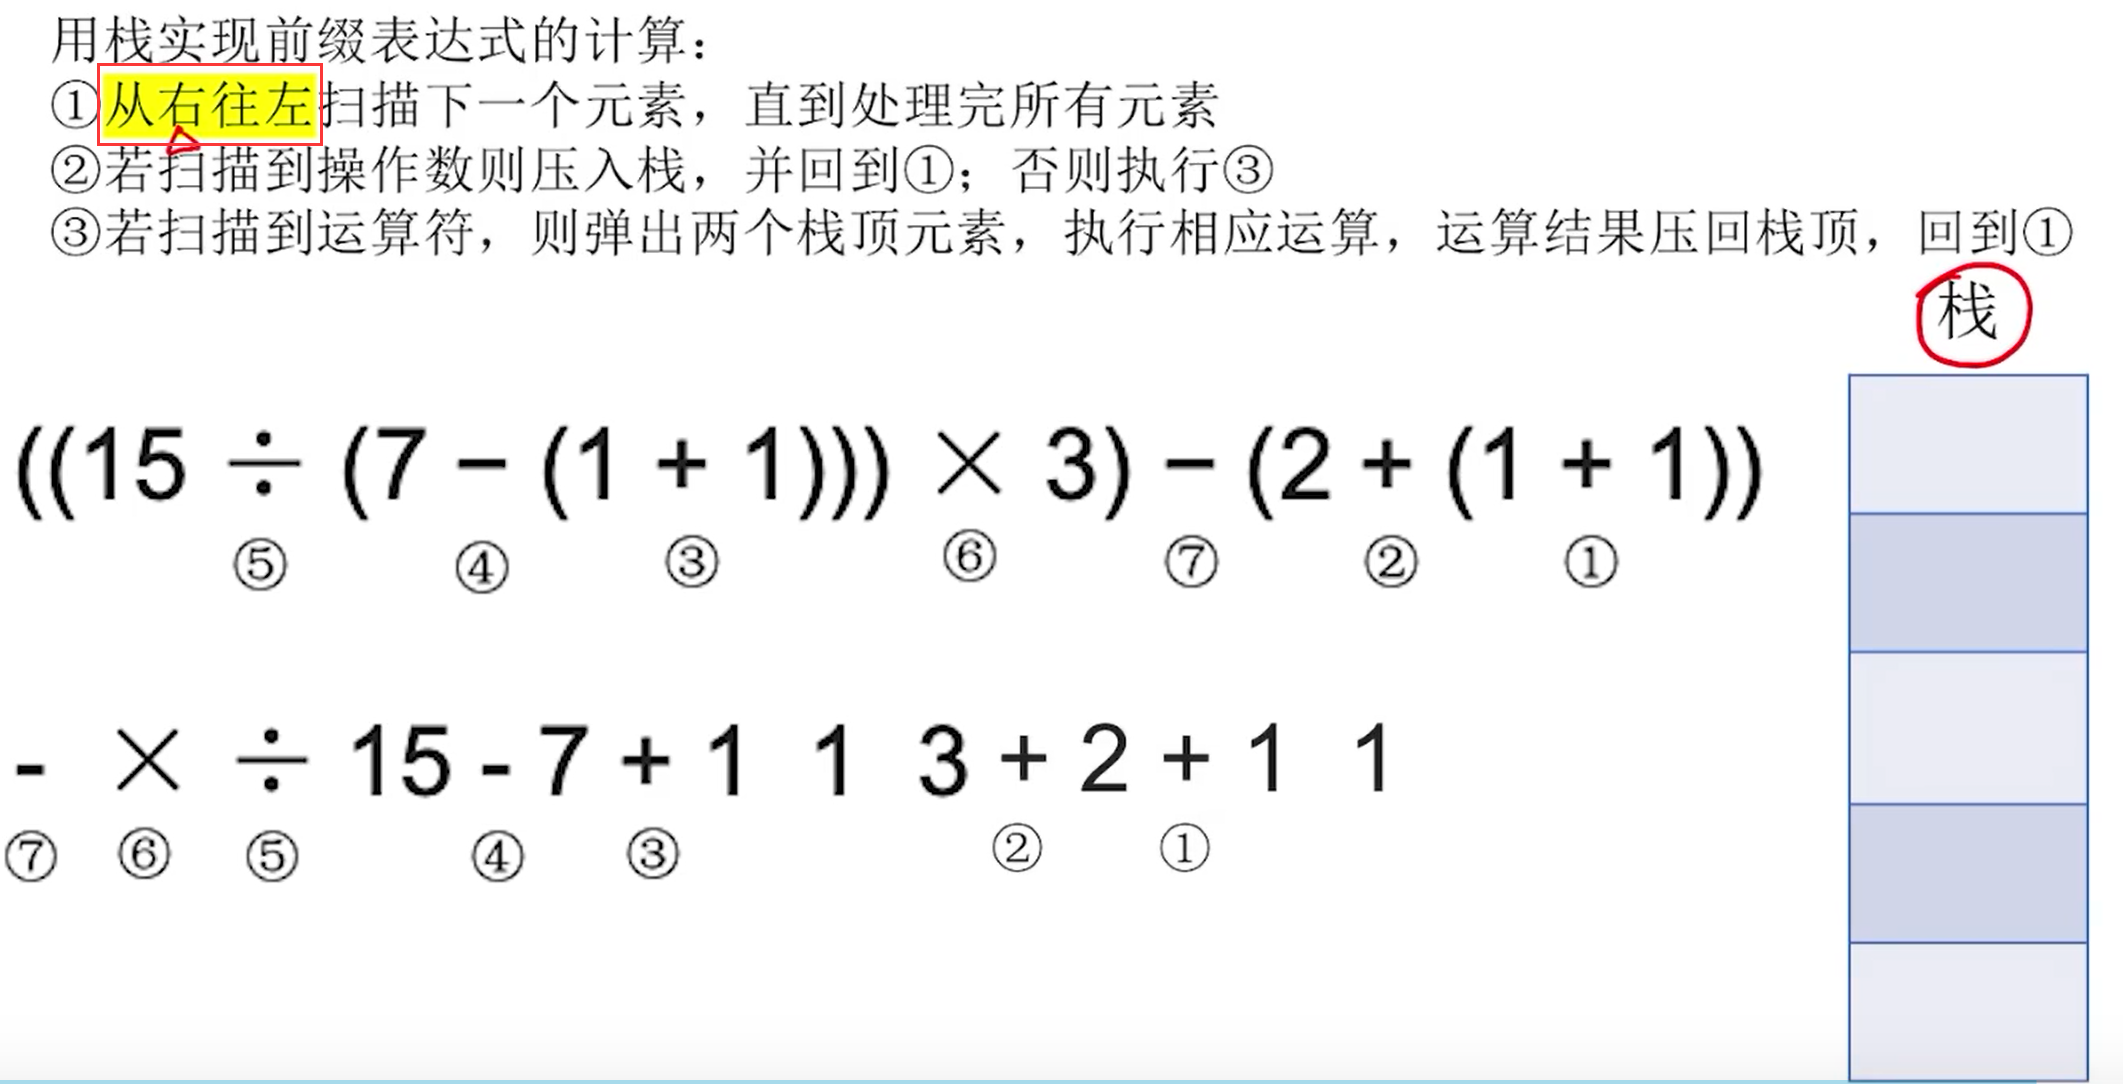 用栈实现前缀表达式的计算：
①从右往左扫描下一个元素，直到处理完所有元素
②若扫描到操作数则压入栈，并回到①；否则执行③
③若扫描到运算符，则弹出两个栈顶元素，执行相应运算，运算结果压回栈顶，回到①
栈
((15 ÷ (7 − (1 + 1))) × 3) − (2 + (1 + 1))
⑤ ④ ③ ⑥ ⑦ ② ①
- × ÷ 15 - 7 + 1 1 3 + 2 + 1 1
⑦ ⑥ ⑤ ④ ③ ② ①